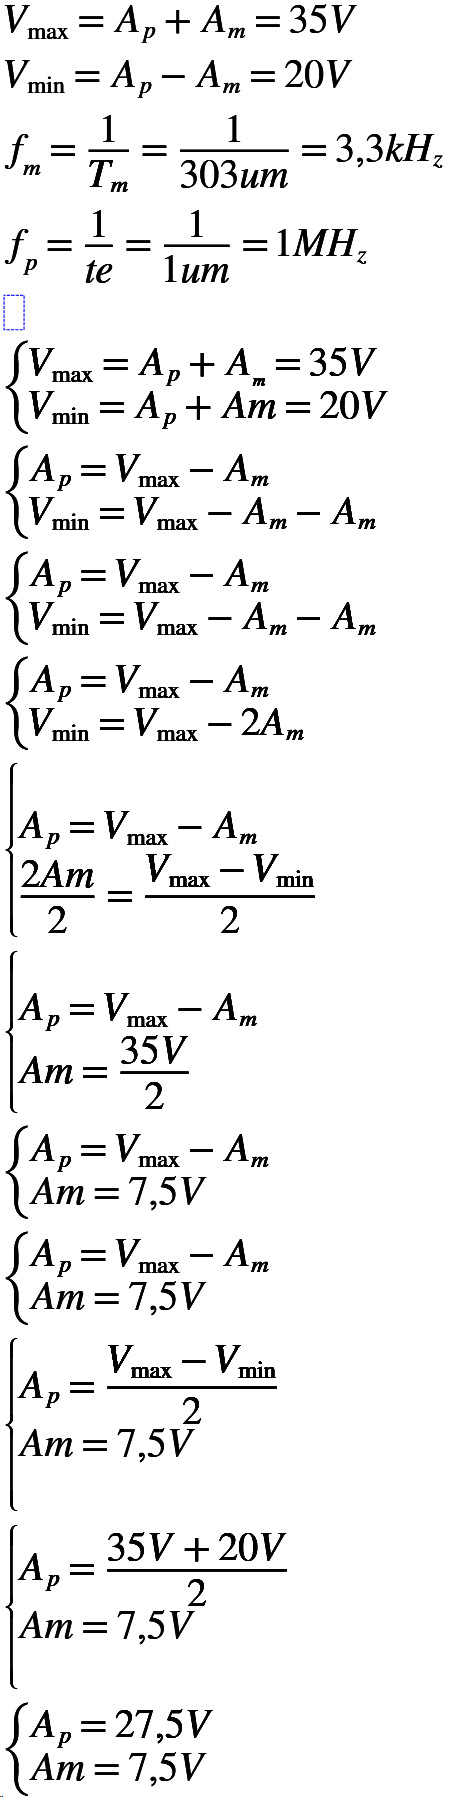 V_max = A_p + A_m = 35V
V_min = A_p − A_m = 20V
f_m = 1/T_m = 1/303um = 3,3kH_z
f_p = 1/te = 1/1um = 1MH_z
{ V_max = A_p + A_m = 35V
V_min = A_p + Am = 20V
{ A_p = V_max − A_m
V_min = V_max − A_m − A_m
{ A_p = V_max − A_m
V_min = V_max − A_m − A_m
{ A_p = V_max − A_m
V_min = V_max − 2A_m
{ A_p = V_max − A_m
2Am/2 = (V_max − V_min)/2
{ A_p = V_max − A_m
Am = 35V/2
{ A_p = V_max − A_m
Am = 7,5V
{ A_p = V_max − A_m
Am = 7,5V
{ A_p = (V_max − V_min)/2
Am = 7,5V
{ A_p = (35V + 20V)/2
Am = 7,5V
{ A_p = 27,5V
Am = 7,5V